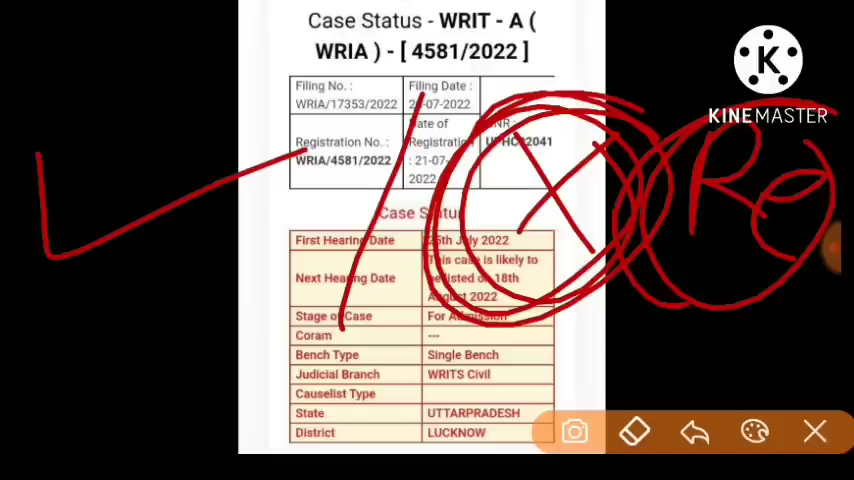 Case Status - WRIT - A (
WRIA ) - [ 4581/2022 ]
Filing No. :
WRIA/17353/2022
Filing Date :
-07-2022
Registration No. :
WRIA/4581/2022
Date of
Registration
: 21-07-
2022
Case Status
First Hearing Date
25th July 2022
Next Hearing Date
This case is likely to
be listed on 18th
August 2022
Stage of Case
For Admission
Coram
---
Bench Type
Single Bench
Judicial Branch
WRITS Civil
Causelist Type
State
UTTARPRADESH
District
LUCKNOW
K
KINEMASTER
Re